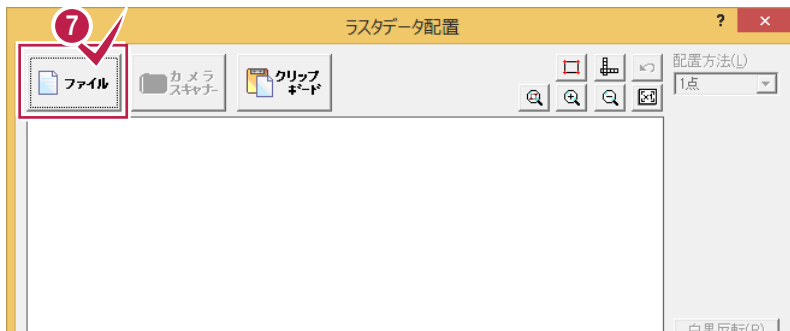 7
ラスタデータ配置
?
×
ファイル
カメラ
スキャナー
クリップ
ボード
配置方法(L)
1点
白黒反転(R)